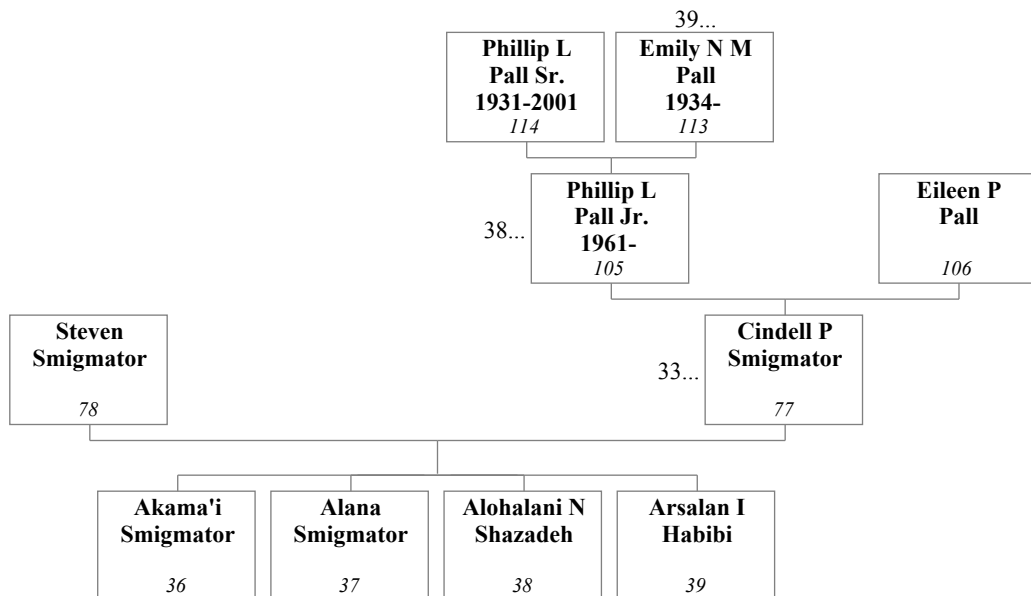 39...
Phillip L
Pall Sr.
1931-2001
114
Emily N M
Pall
1934-
113
38...
Phillip L
Pall Jr.
1961-
105
Eileen P
Pall
106
Steven
Smigmator
78
33...
Cindell P
Smigmator
77
Akama'i
Smigmator
36
Alana
Smigmator
37
Alohalani N
Shazadeh
38
Arsalan I
Habibi
39